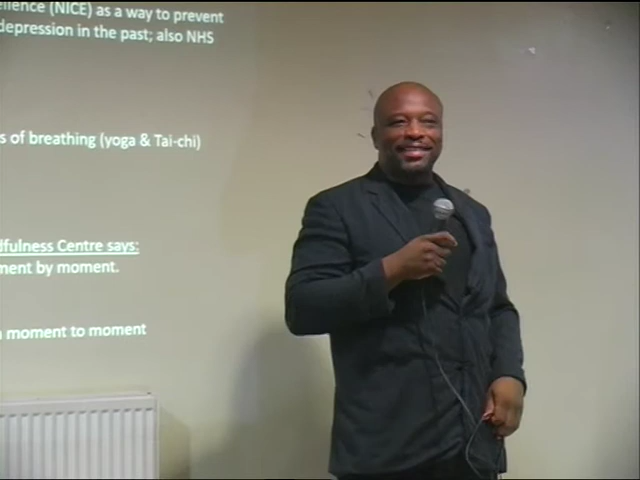 (NICE) as a way to prevent
depression in the past; also NHS
s of breathing (yoga & Tai-chi)
dfulness Centre says:
ment by moment.
moment to moment